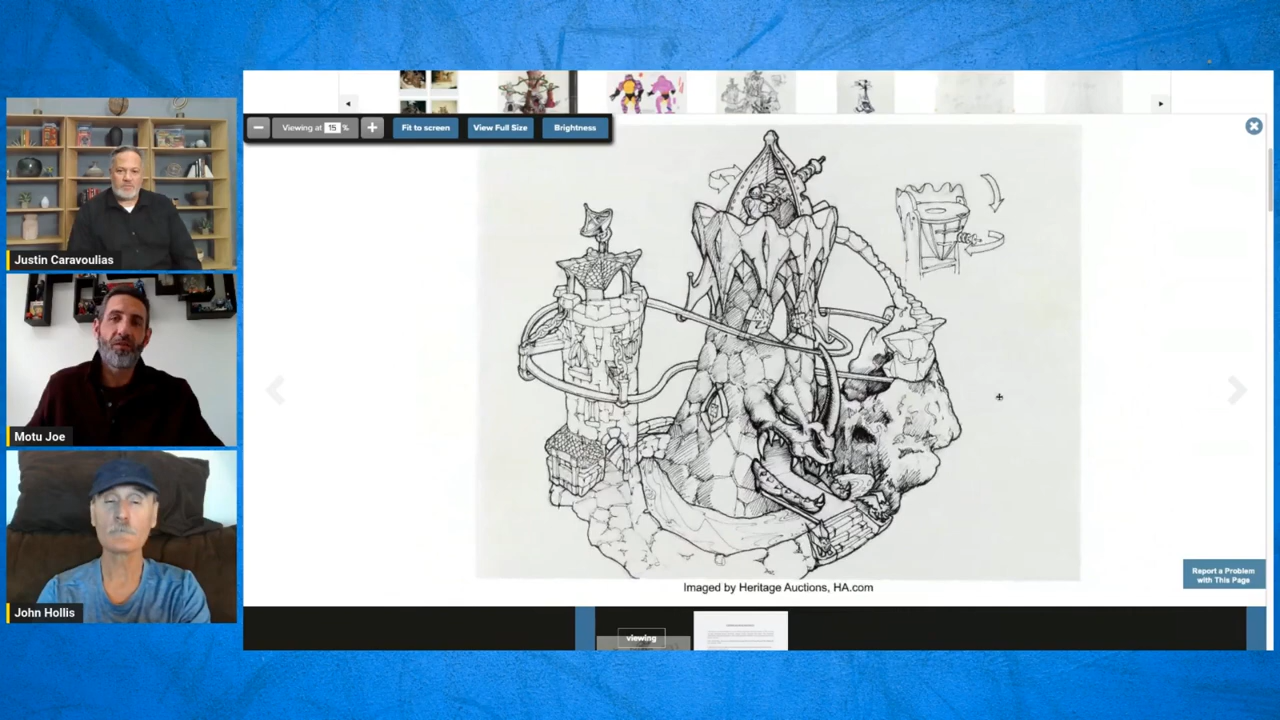 Viewing at 15 %
Fit to screen
View Full Size
Brightness
Justin Caravoulias
Motu Joe
John Hollis
Imaged by Heritage Auctions, HA.com
Report a Problem
with This Page
viewing